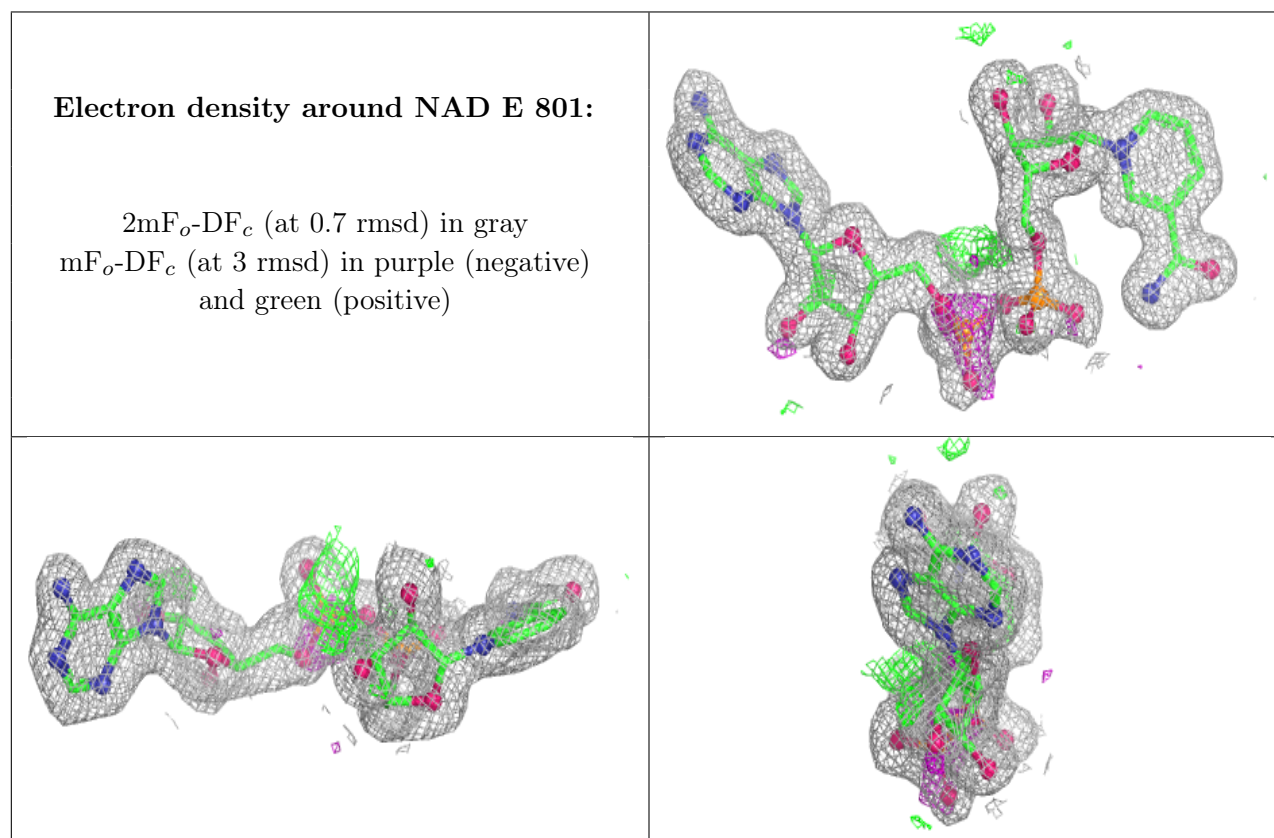 Electron density around NAD E 801:
2mFo-DFc (at 0.7 rmsd) in gray
mFo-DFc (at 3 rmsd) in purple (negative)
and green (positive)